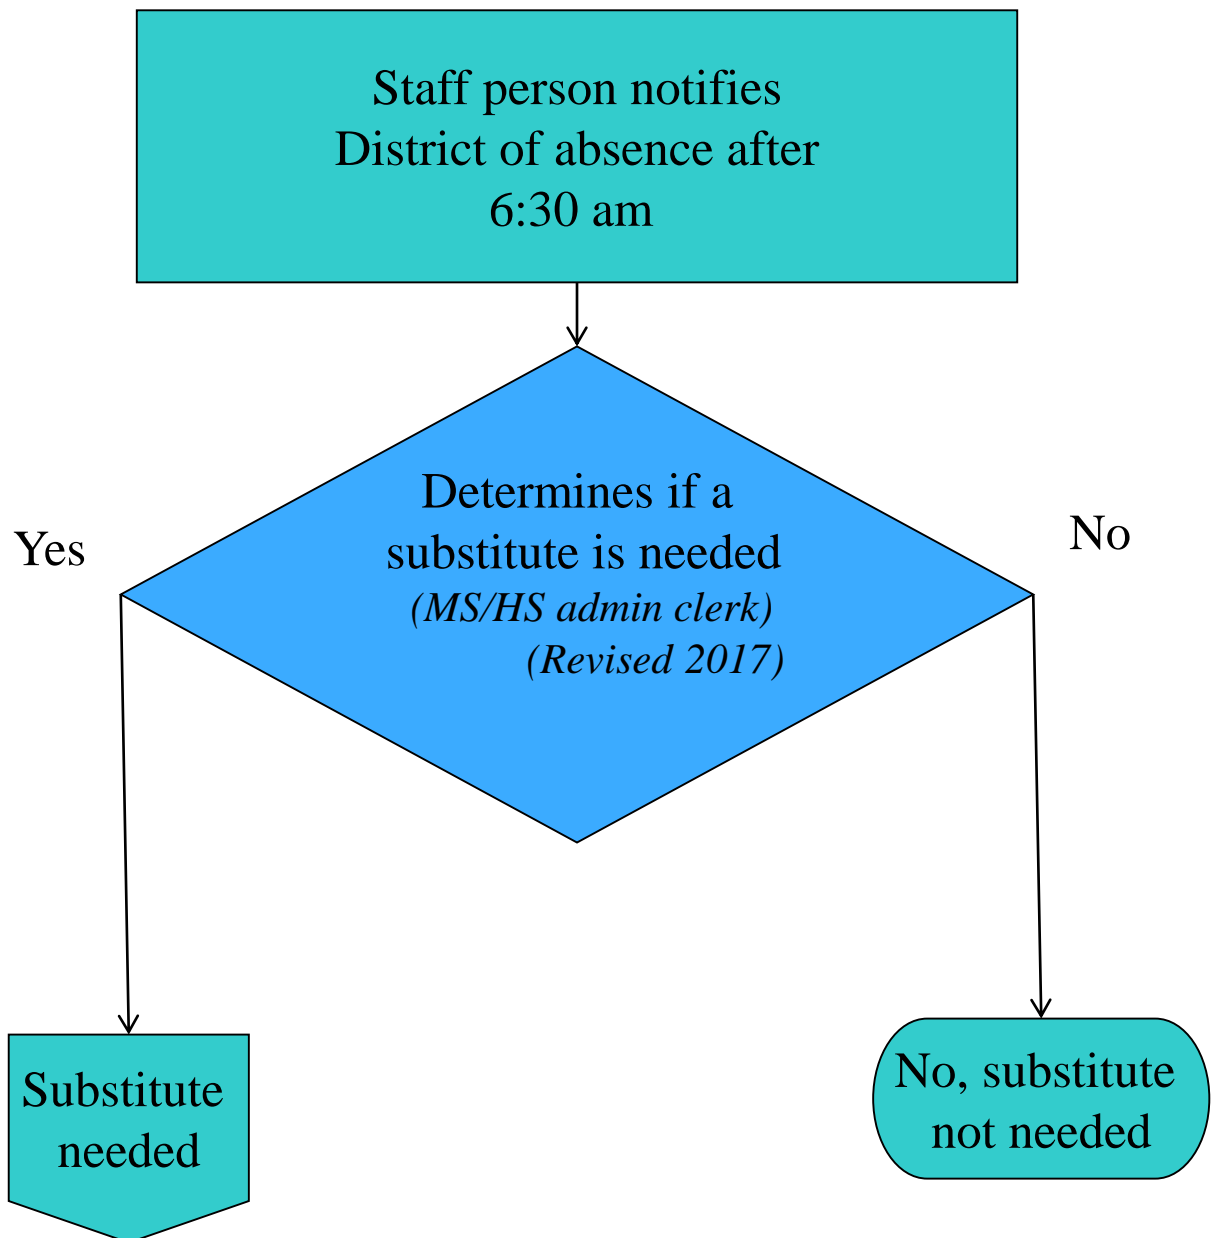 Staff person notifies
District of absence after
6:30 am
Determines if a
substitute is needed
(MS/HS admin clerk)
(Revised 2017)
Yes
No
Substitute
needed
No, substitute
not needed